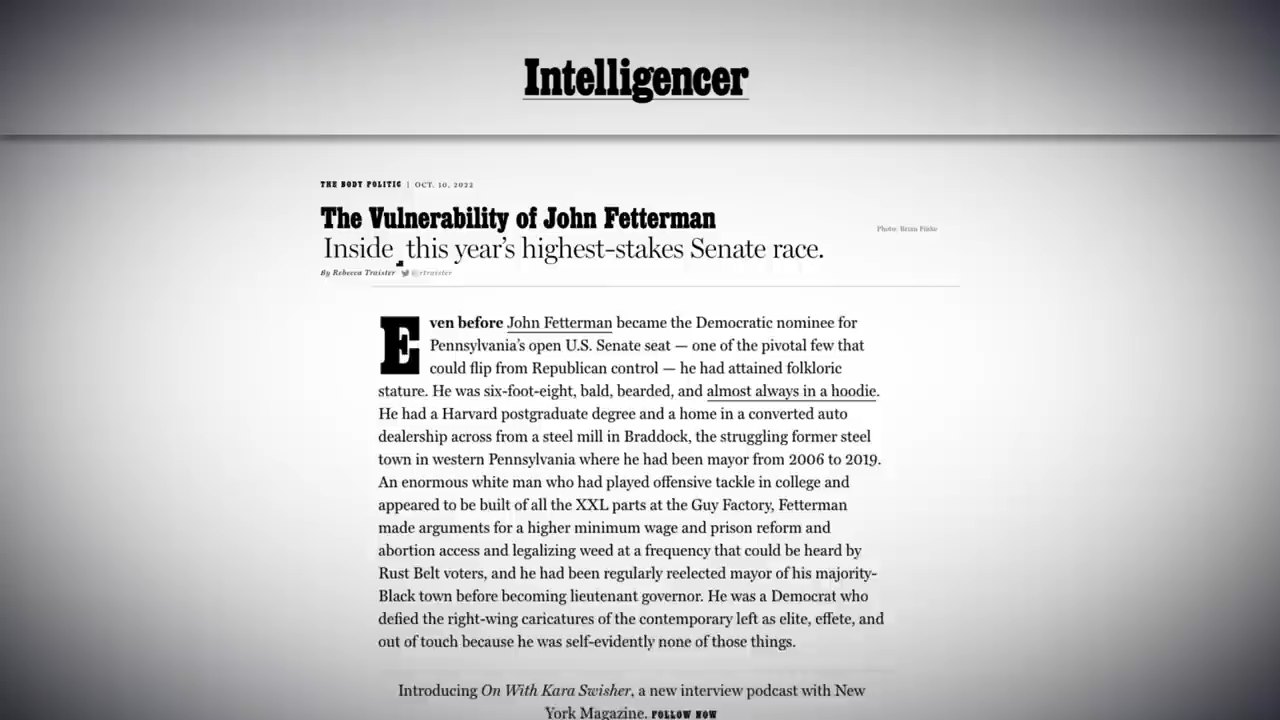 Intelligencer
THE BODY POLITIC | OCT. 10, 2022
The Vulnerability of John Fetterman
Inside this year's highest-stakes Senate race.
Photo: Brian Finke
By Rebecca Traister @rtraister
Even before John Fetterman became the Democratic nominee for
Pennsylvania's open U.S. Senate seat — one of the pivotal few that
could flip from Republican control — he had attained folkloric
stature. He was six-foot-eight, bald, bearded, and almost always in a hoodie.
He had a Harvard postgraduate degree and a home in a converted auto
dealership across from a steel mill in Braddock, the struggling former steel
town in western Pennsylvania where he had been mayor from 2006 to 2019.
An enormous white man who had played offensive tackle in college and
appeared to be built of all the XXL parts at the Guy Factory, Fetterman
made arguments for a higher minimum wage and prison reform and
abortion access and legalizing weed at a frequency that could be heard by
Rust Belt voters, and he had been regularly reelected mayor of his majority-
Black town before becoming lieutenant governor. He was a Democrat who
defied the right-wing caricatures of the contemporary left as elite, effete, and
out of touch because he was self-evidently none of those things.
Introducing On With Kara Swisher, a new interview podcast with New
York Magazine. FOLLOW NOW